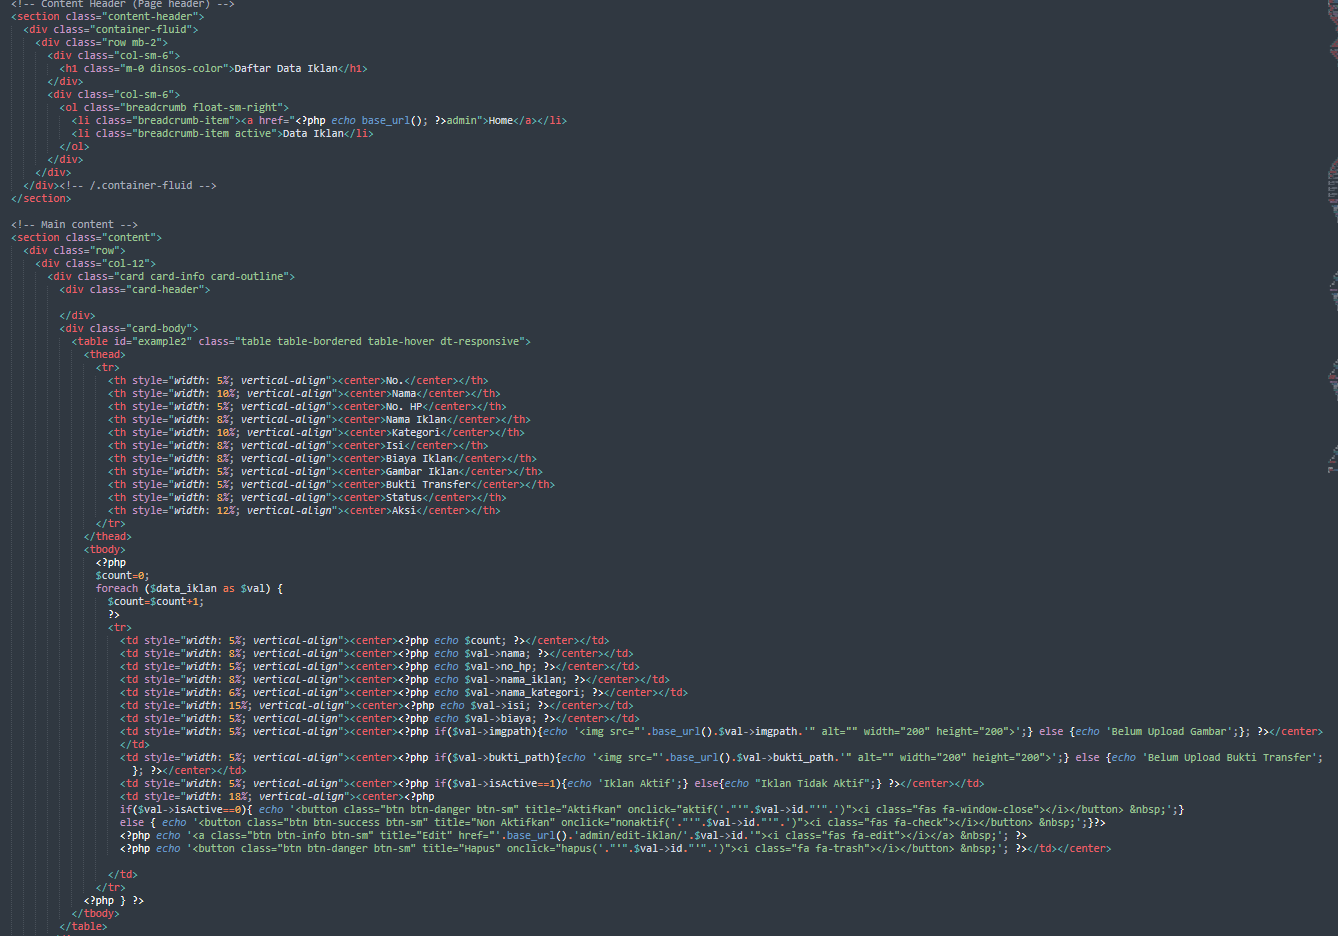 <!-- Content Header (Page header) -->
<section class="content-header">
<div class="container-fluid">
<div class="row mb-2">
<div class="col-sm-6">
<h1 class="m-0 dinsos-color">Daftar Data Iklan</h1>
</div>
<div class="col-sm-6">
<ol class="breadcrumb float-sm-right">
<li class="breadcrumb-item"><a href="<?php echo base_url(); ?>admin">Home</a></li>
<li class="breadcrumb-item active">Data Iklan</li>
</ol>
</div>
</div>
</div><!-- /.container-fluid -->
</section>
<!-- Main content -->
<section class="content">
<div class="row">
<div class="col-12">
<div class="card card-info card-outline">
<div class="card-header">
</div>
<div class="card-body">
<table id="example2" class="table table-bordered table-hover dt-responsive">
<thead>
<tr>
<th style="width: 5%; vertical-align"><center>No.</center></th>
<th style="width: 10%; vertical-align"><center>Nama</center></th>
<th style="width: 5%; vertical-align"><center>No. HP</center></th>
<th style="width: 8%; vertical-align"><center>Nama Iklan</center></th>
<th style="width: 10%; vertical-align"><center>Kategori</center></th>
<th style="width: 8%; vertical-align"><center>Isi</center></th>
<th style="width: 8%; vertical-align"><center>Biaya Iklan</center></th>
<th style="width: 5%; vertical-align"><center>Gambar Iklan</center></th>
<th style="width: 5%; vertical-align"><center>Bukti Transfer</center></th>
<th style="width: 8%; vertical-align"><center>Status</center></th>
<th style="width: 12%; vertical-align"><center>Aksi</center></th>
</tr>
</thead>
<tbody>
<?php
$count=0;
foreach ($data_iklan as $val) {
$count=$count+1;
?>
<tr>
<td style="width: 5%; vertical-align"><center><?php echo $count; ?></center></td>
<td style="width: 8%; vertical-align"><center><?php echo $val->nama; ?></center></td>
<td style="width: 5%; vertical-align"><center><?php echo $val->no_hp; ?></center></td>
<td style="width: 8%; vertical-align"><center><?php echo $val->nama_iklan; ?></center></td>
<td style="width: 6%; vertical-align"><center><?php echo $val->nama_kategori; ?></center></td>
<td style="width: 15%; vertical-align"><center><?php echo $val->isi; ?></center></td>
<td style="width: 5%; vertical-align"><center><?php echo $val->biaya; ?></center></td>
<td style="width: 5%; vertical-align"><center><?php if($val->imgpath){echo '<img src="'.base_url().$val->imgpath.'" alt="" width="200" height="200">';} else {echo 'Belum Upload Gambar';}; ?></center>
</td>
<td style="width: 5%; vertical-align"><center><?php if($val->bukti_path){echo '<img src="'.base_url().$val->bukti_path.'" alt="" width="200" height="200">';} else {echo 'Belum Upload Bukti Transfer';
}; ?></center></td>
<td style="width: 5%; vertical-align"><center><?php if($val->isActive==1){echo 'Iklan Aktif';} else{echo "Iklan Tidak Aktif";} ?></center></td>
<td style="width: 18%; vertical-align"><center><?php
if($val->isActive==0){ echo '<button class="btn btn-danger btn-sm" title="Aktifkan" onclick="aktif('."'".$val->id."'".')"><i class="fas fa-window-close"></i></button> &nbsp;';}
else { echo '<button class="btn btn-success btn-sm" title="Non Aktifkan" onclick="nonaktif('."'".$val->id."'".')"><i class="fas fa-check"></i></button> &nbsp;';}?>
<?php echo '<a class="btn btn-info btn-sm" title="Edit" href="'.base_url().'admin/edit-iklan/'.$val->id.'"><i class="fas fa-edit"></i></a> &nbsp;'; ?>
<?php echo '<button class="btn btn-danger btn-sm" title="Hapus" onclick="hapus('."'".$val->id."'".')"><i class="fa fa-trash"></i></button> &nbsp;'; ?></td></center>
</td>
</tr>
<?php } ?>
</tbody>
</table>